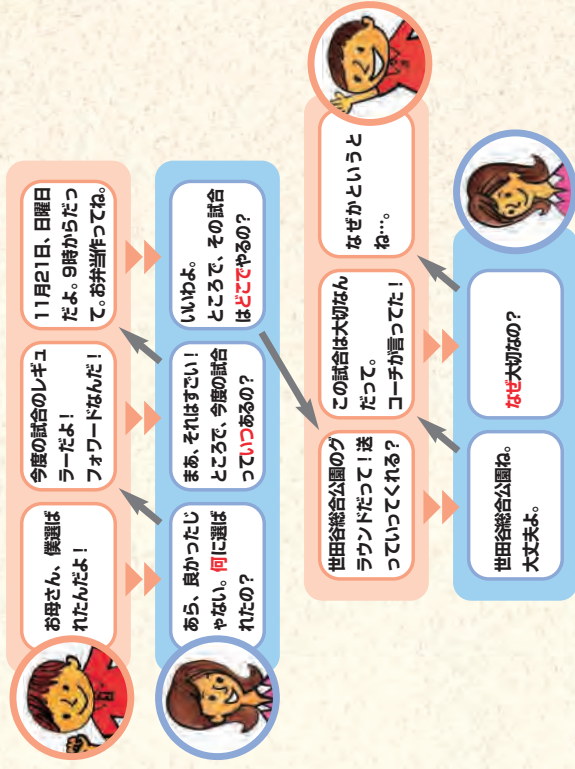 お母さん、僕選ば
れたんだよ！
あら、良かったじ
ゃない。何に選ば
れたの？
今度の試合のレギュ
ラーだよ！
フォワードなんだ！
まあ、それはすごい！
ところで、今度の試合
っていつあるの？
11月21日、日曜日
だよ。9時からだっ
て。お弁当作ってね。
いいわよ。
ところで、その試合
はどこでやるの？
世田谷総合公園のグ
ラウンドだって！送
っていってくれる？
世田谷総合公園ね。
大丈夫よ。
この試合は大切なん
だって。
コーチが言ってた！
なぜ大切なの？
なぜかというと
ね…。